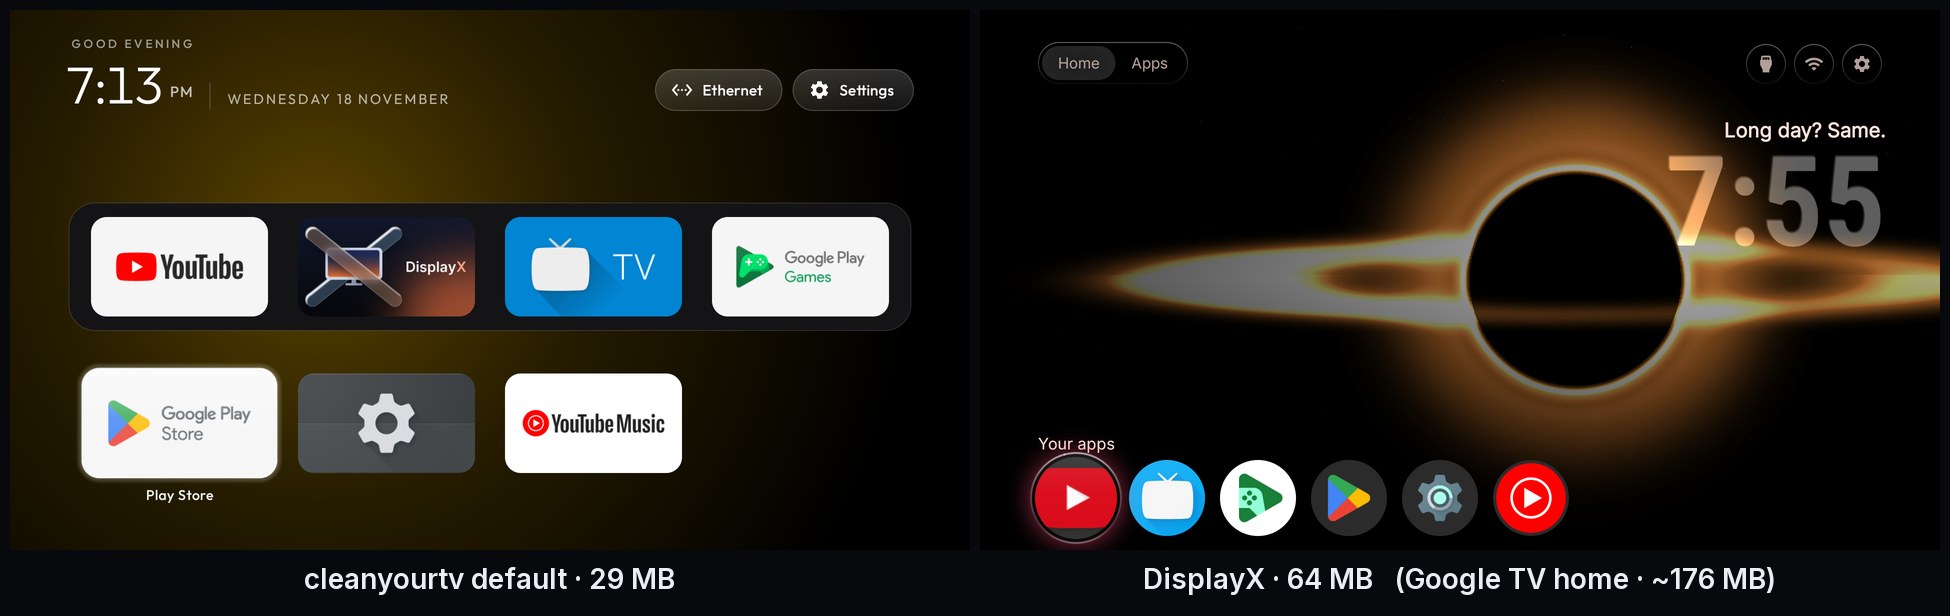 GOOD EVENING
7:13 PM
WEDNESDAY 18 NOVEMBER
Ethernet
Settings
YouTube
DisplayX
TV
Google Play
Games
Google Play
Store
YouTube Music
Play Store
cleanyourtv default · 29 MB
Home
Apps
Long day? Same.
7:55
Your apps
DisplayX · 64 MB (Google TV home · ~176 MB)